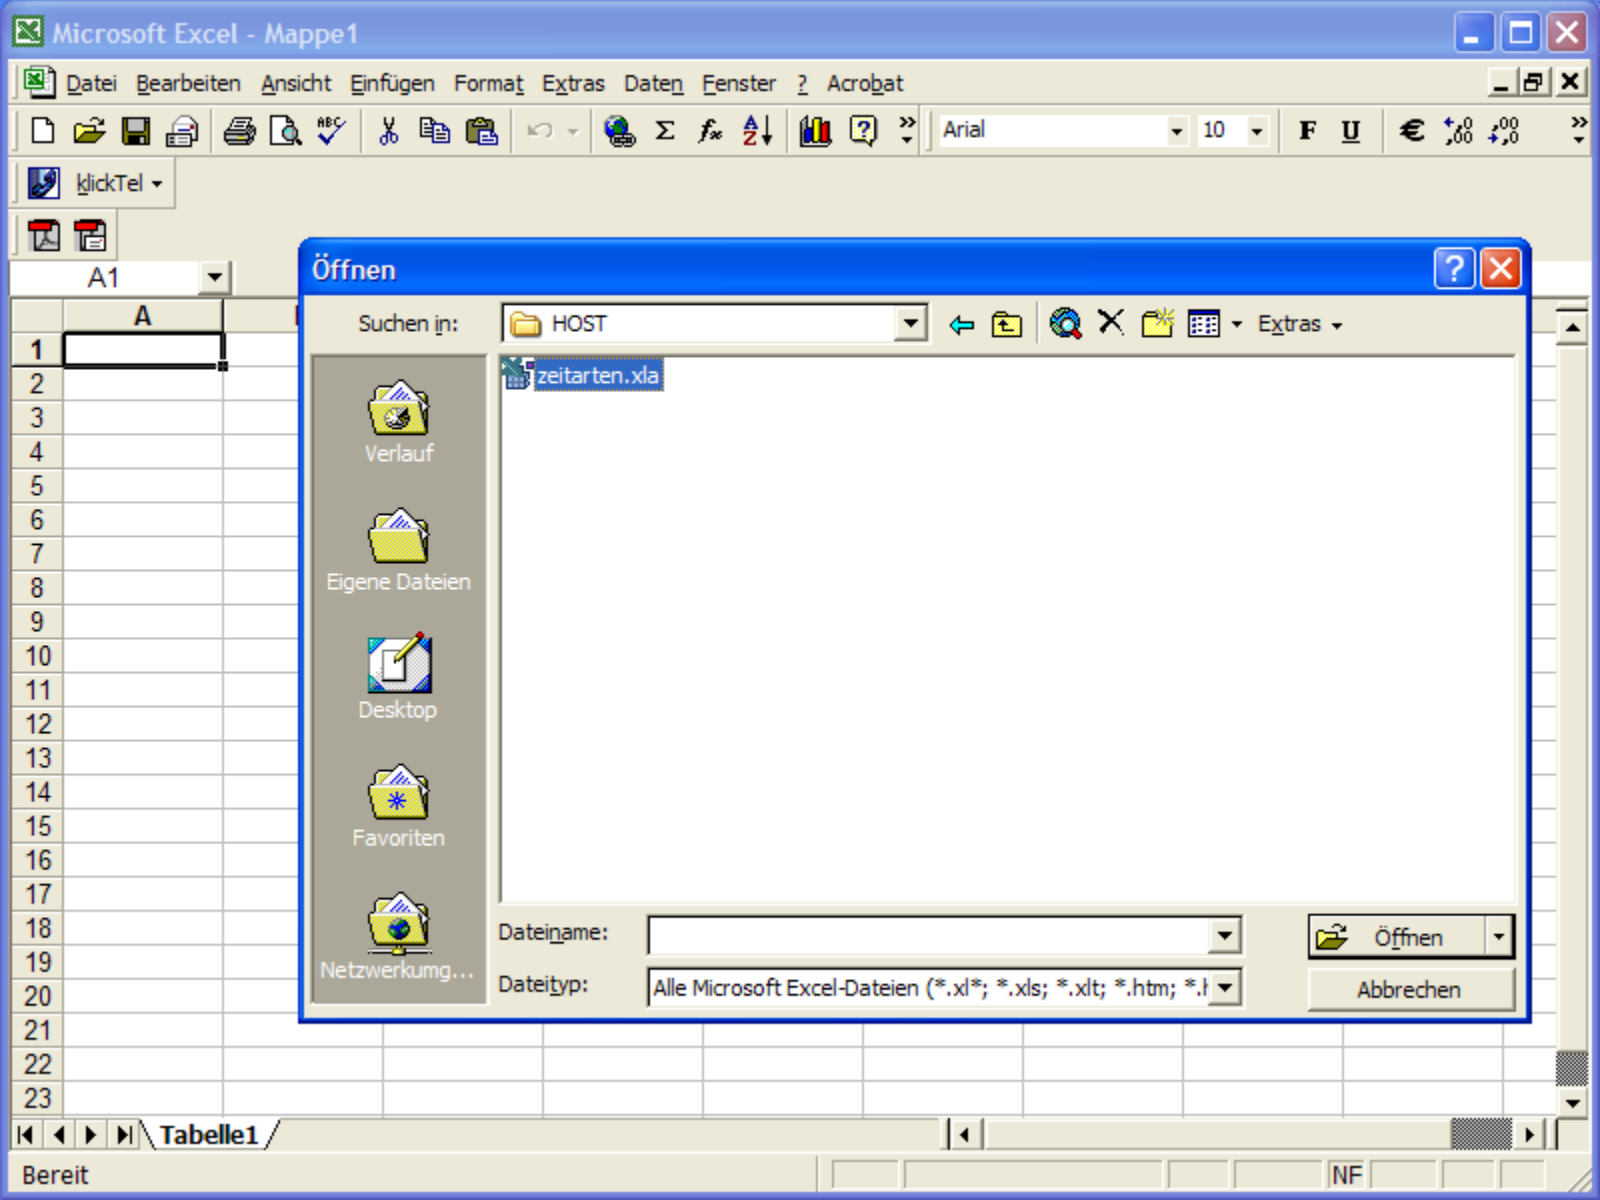 Microsoft Excel - Mappe1
Datei Bearbeiten Ansicht Einfügen Format Extras Daten Fenster ? Acrobat
Arial 10 F U €
klickTel
A1
Öffnen
Suchen in: HOST Extras
zeitarten.xla
Verlauf
Eigene Dateien
Desktop
Favoriten
Netzwerkumg...
Dateiname: Öffnen
Dateityp: Alle Microsoft Excel-Dateien (*.xl*; *.xls; *.xlt; *.htm; *.h Abbrechen
A
1
2
3
4
5
6
7
8
9
10
11
12
13
14
15
16
17
18
19
20
21
22
23
Tabelle1
Bereit NF